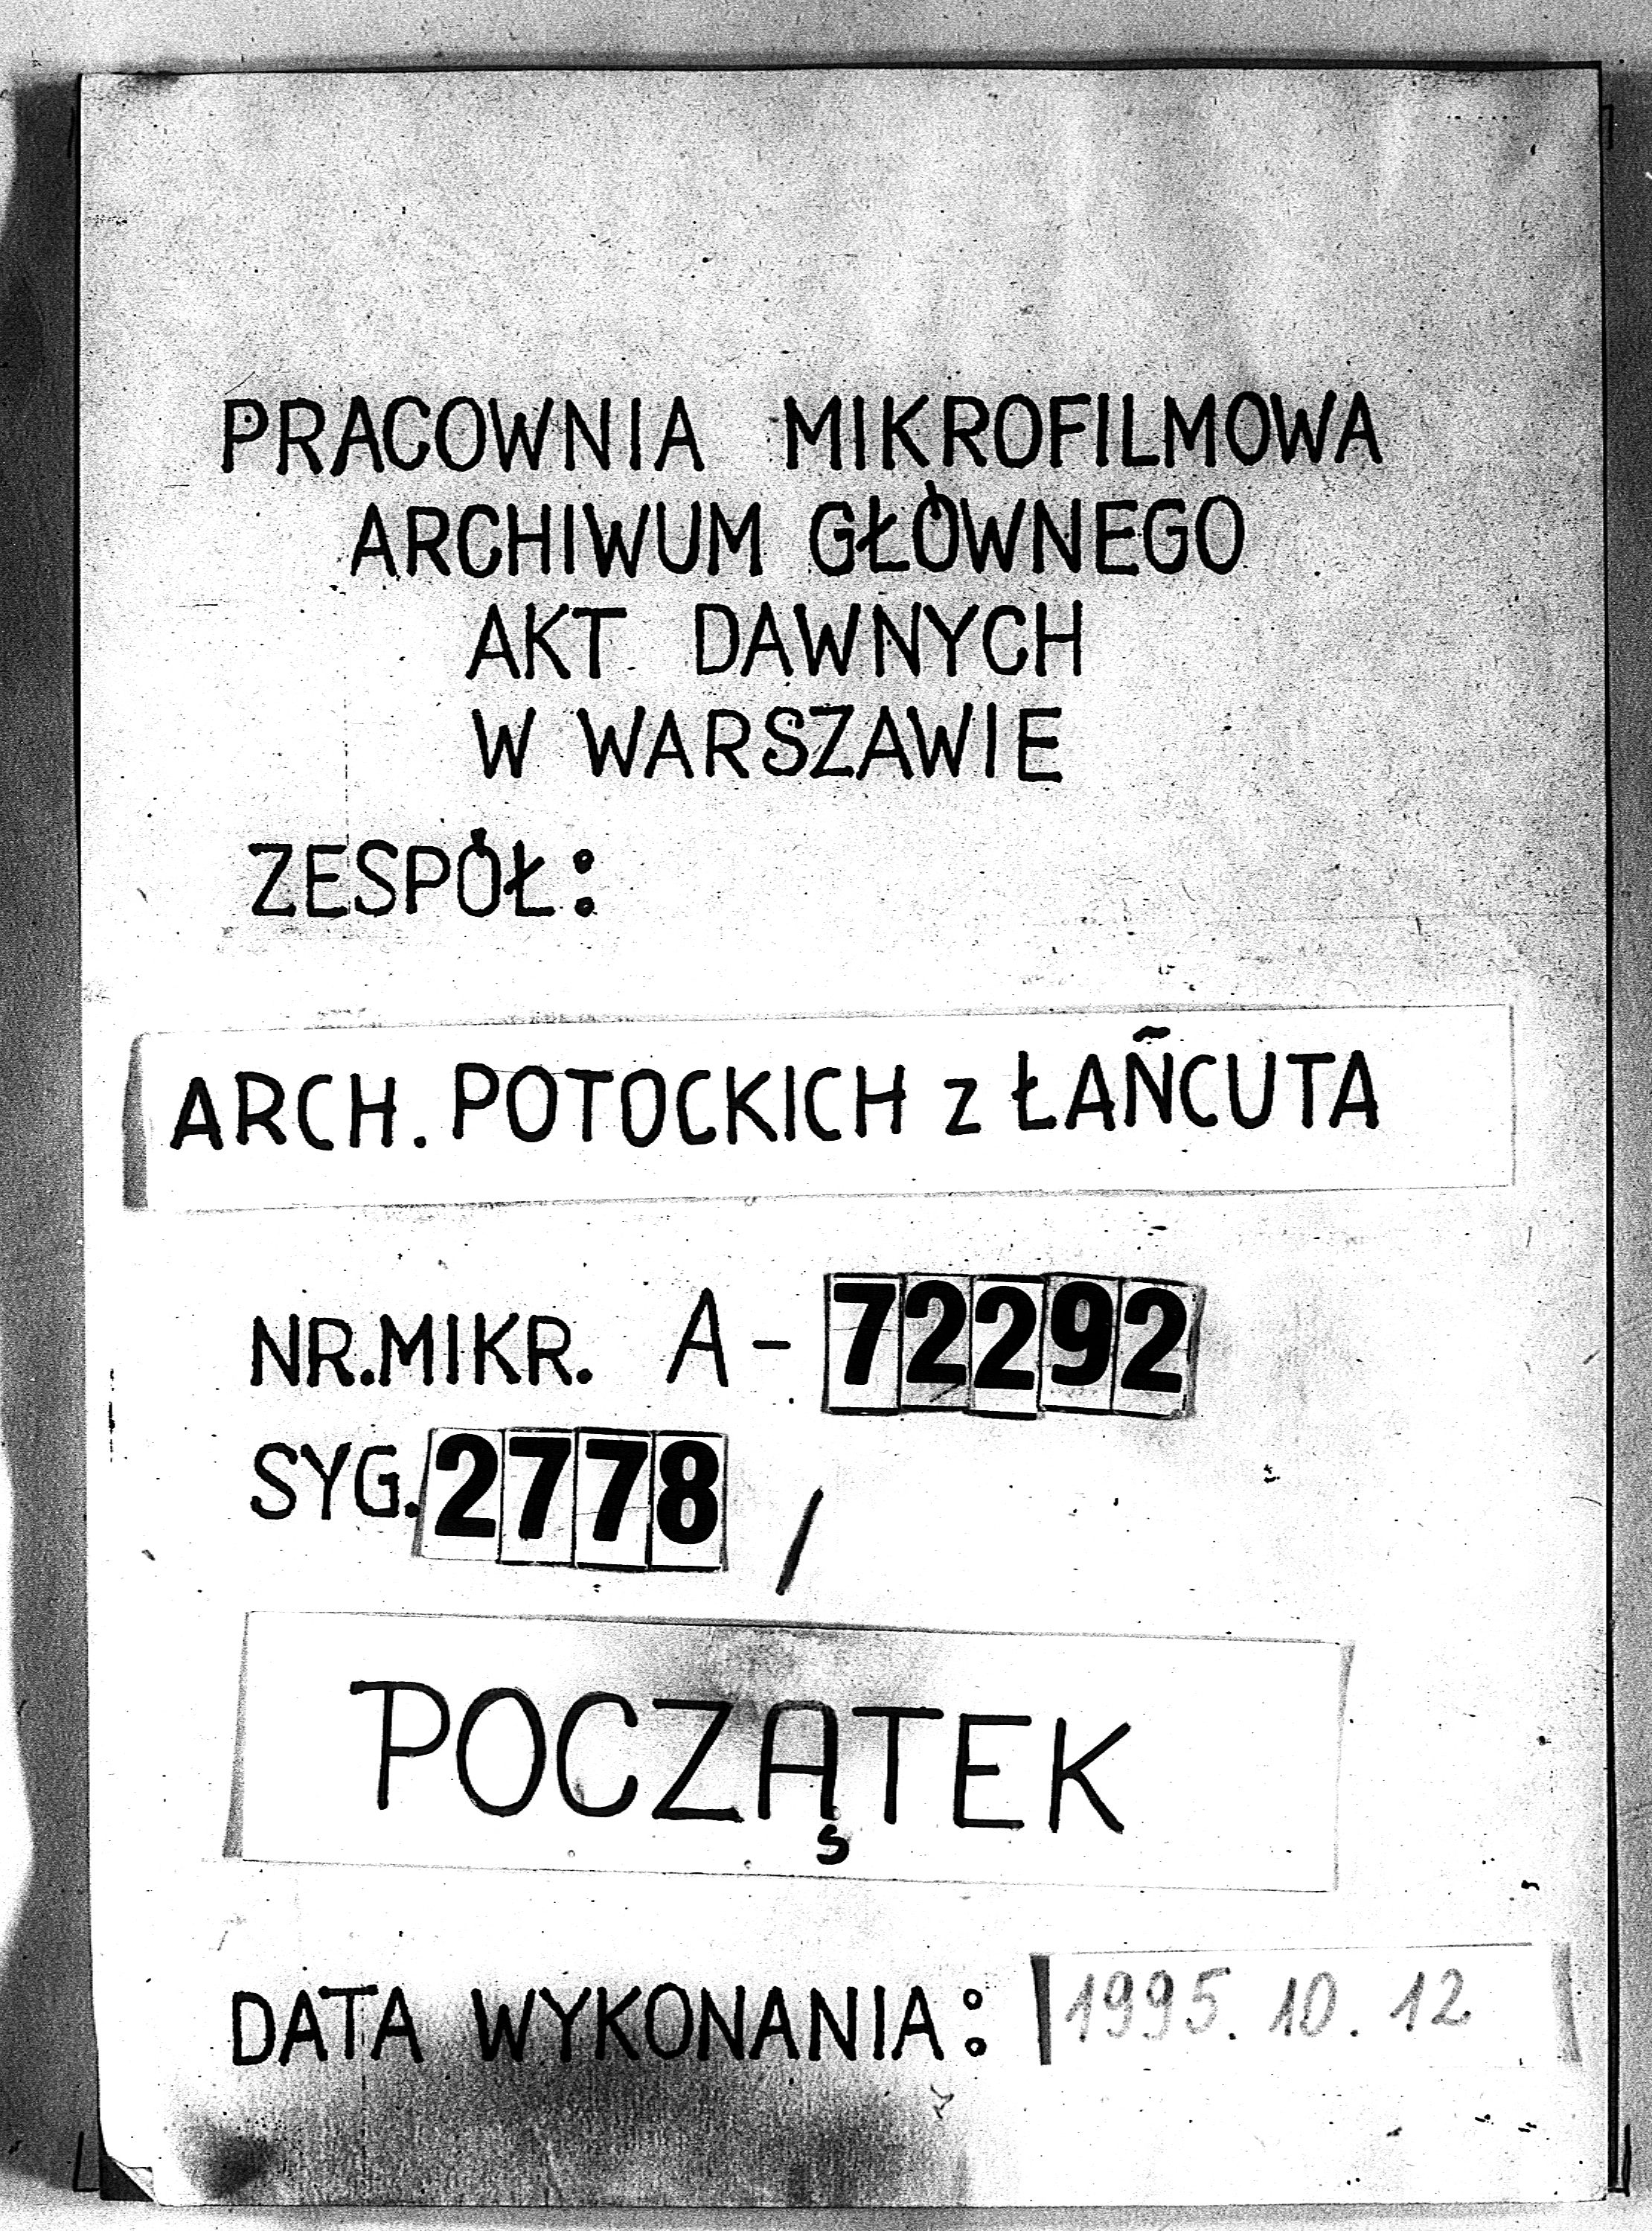 PRACOWNIA MIKROFILMOWA
ARCHIWUM GŁÓWNEGO
AKT DAWNYCH
W WARSZAWIE
ZESPÓŁ:
ARCH. POTOCKICH z ŁAŃCUTA
NR.MIKR. A-72292
SYG. 2778 /
POCZĄTEK
DATA WYKONANIA: 1995. 10. 12